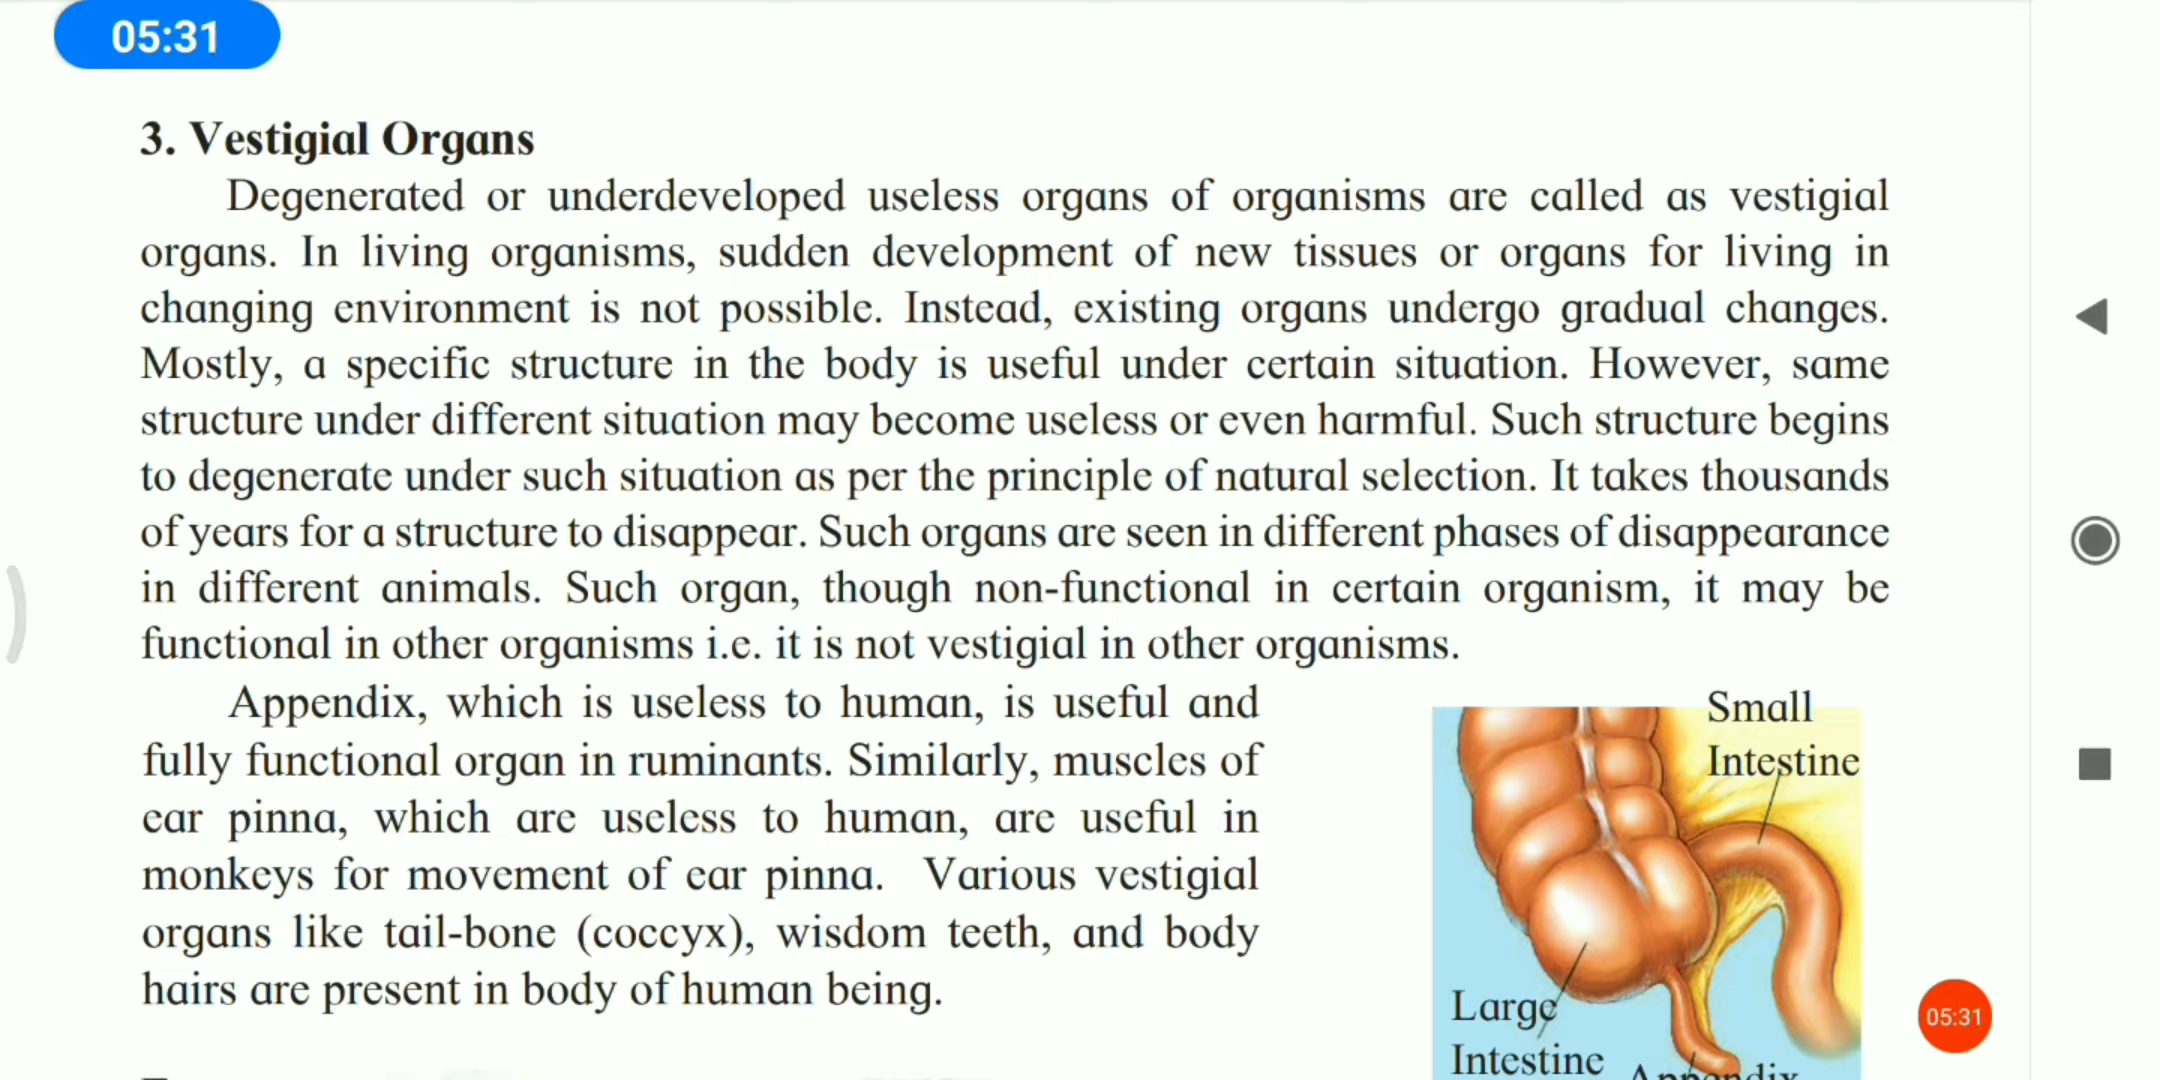 05:31
3. Vestigial Organs
Degenerated or underdeveloped useless organs of organisms are called as vestigial
organs. In living organisms, sudden development of new tissues or organs for living in
changing environment is not possible. Instead, existing organs undergo gradual changes.
Mostly, a specific structure in the body is useful under certain situation. However, same
structure under different situation may become useless or even harmful. Such structure begins
to degenerate under such situation as per the principle of natural selection. It takes thousands
of years for a structure to disappear. Such organs are seen in different phases of disappearance
in different animals. Such organ, though non-functional in certain organism, it may be
functional in other organisms i.e. it is not vestigial in other organisms.
Appendix, which is useless to human, is useful and
fully functional organ in ruminants. Similarly, muscles of
ear pinna, which are useless to human, are useful in
monkeys for movement of ear pinna. Various vestigial
organs like tail-bone (coccyx), wisdom teeth, and body
hairs are present in body of human being.
Small
Intestine
Large
Intestine
Appendix
05:31